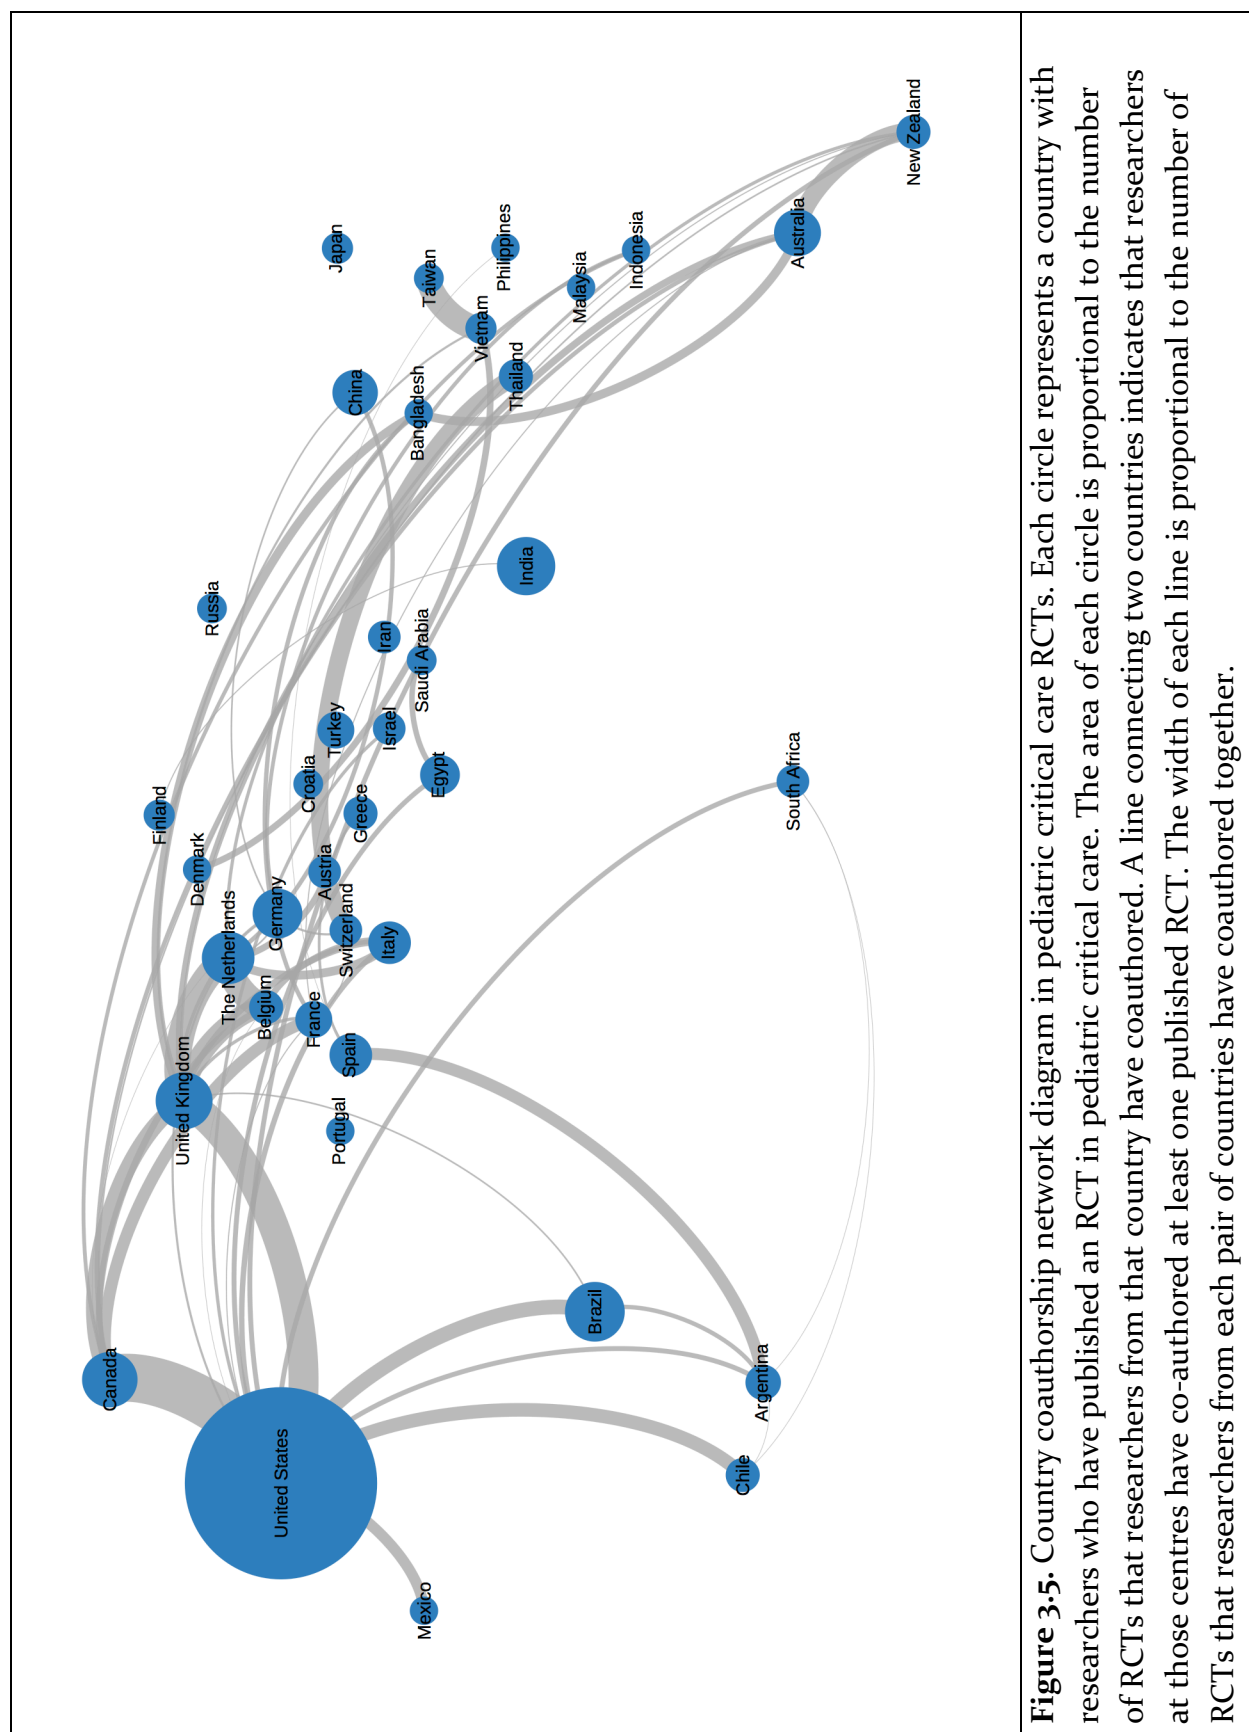 Canada
United States
Mexico
United Kingdom
Portugal
Brazil
Argentina
Chile
Finland
Denmark
The Netherlands
Germany
Belgium
France
Spain
Switzerland
Italy
Austria
Croatia
Greece
Turkey
Israel
Egypt
South Africa
Russia
Iran
Saudi Arabia
India
Japan
China
Taiwan
Bangladesh
Vietnam
Philippines
Thailand
Malaysia
Indonesia
Australia
New Zealand
Figure 3.5. Country coauthorship network diagram in pediatric critical care RCTs. Each circle represents a country with
researchers who have published an RCT in pediatric critical care. The area of each circle is proportional to the number
of RCTs that researchers from that country have coauthored. A line connecting two countries indicates that researchers
at those centres have co-authored at least one published RCT. The width of each line is proportional to the number of
RCTs that researchers from each pair of countries have coauthored together.